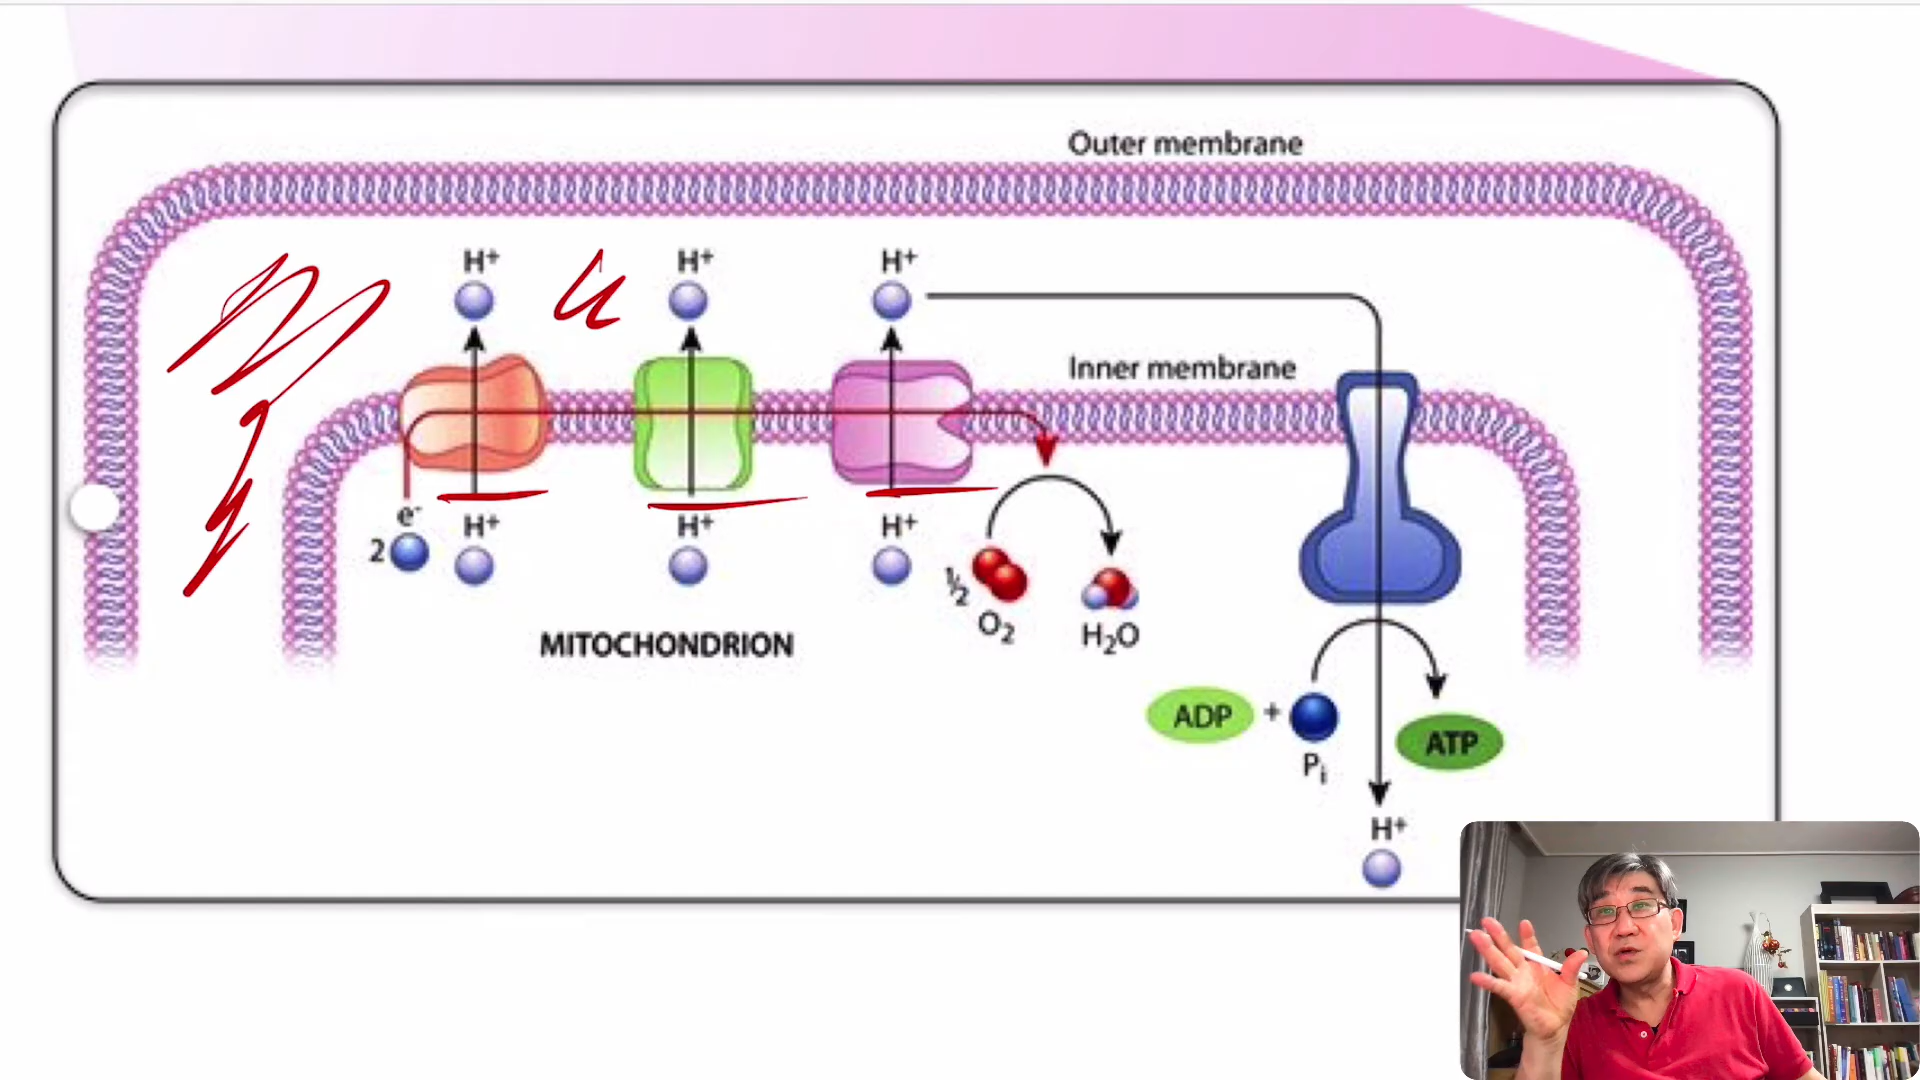 Outer membrane
H⁺ H⁺ H⁺
Inner membrane
e⁻
2
H⁺ H⁺ H⁺
½
O₂
H₂O
MITOCHONDRION
ADP + Pᵢ
ATP
H⁺